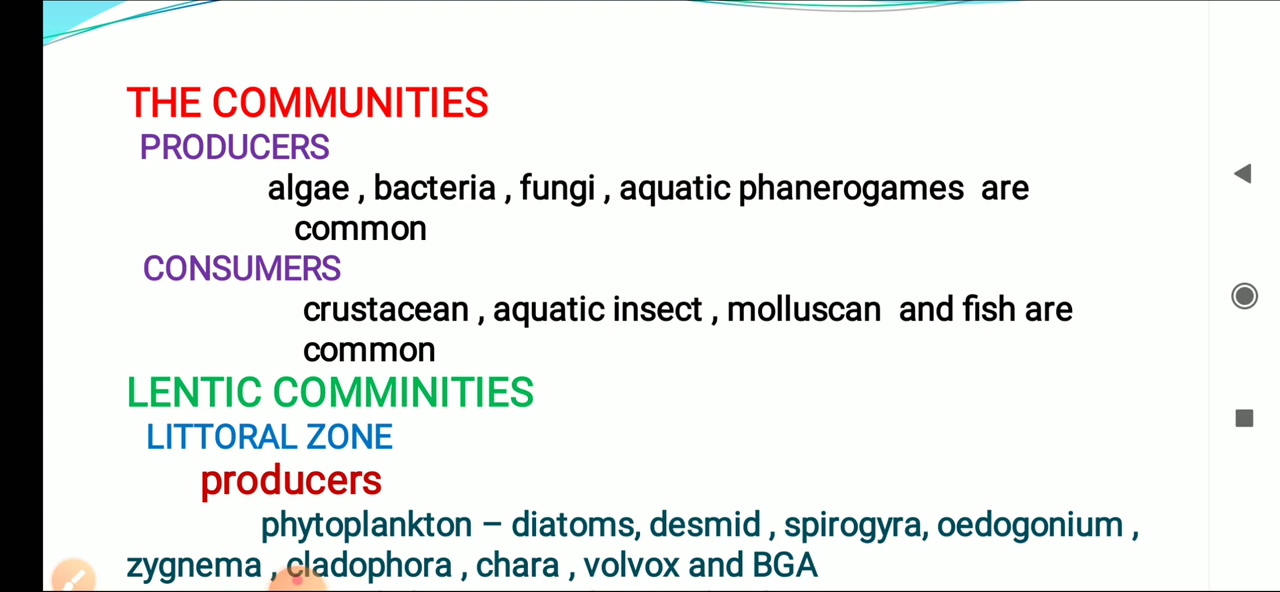 THE COMMUNITIES
PRODUCERS
algae , bacteria , fungi , aquatic phanerogames are
common
CONSUMERS
crustacean , aquatic insect , molluscan and fish are
common
LENTIC COMMINITIES
LITTORAL ZONE
producers
phytoplankton – diatoms, desmid , spirogyra, oedogonium ,
zygnema , cladophora , chara , volvox and BGA